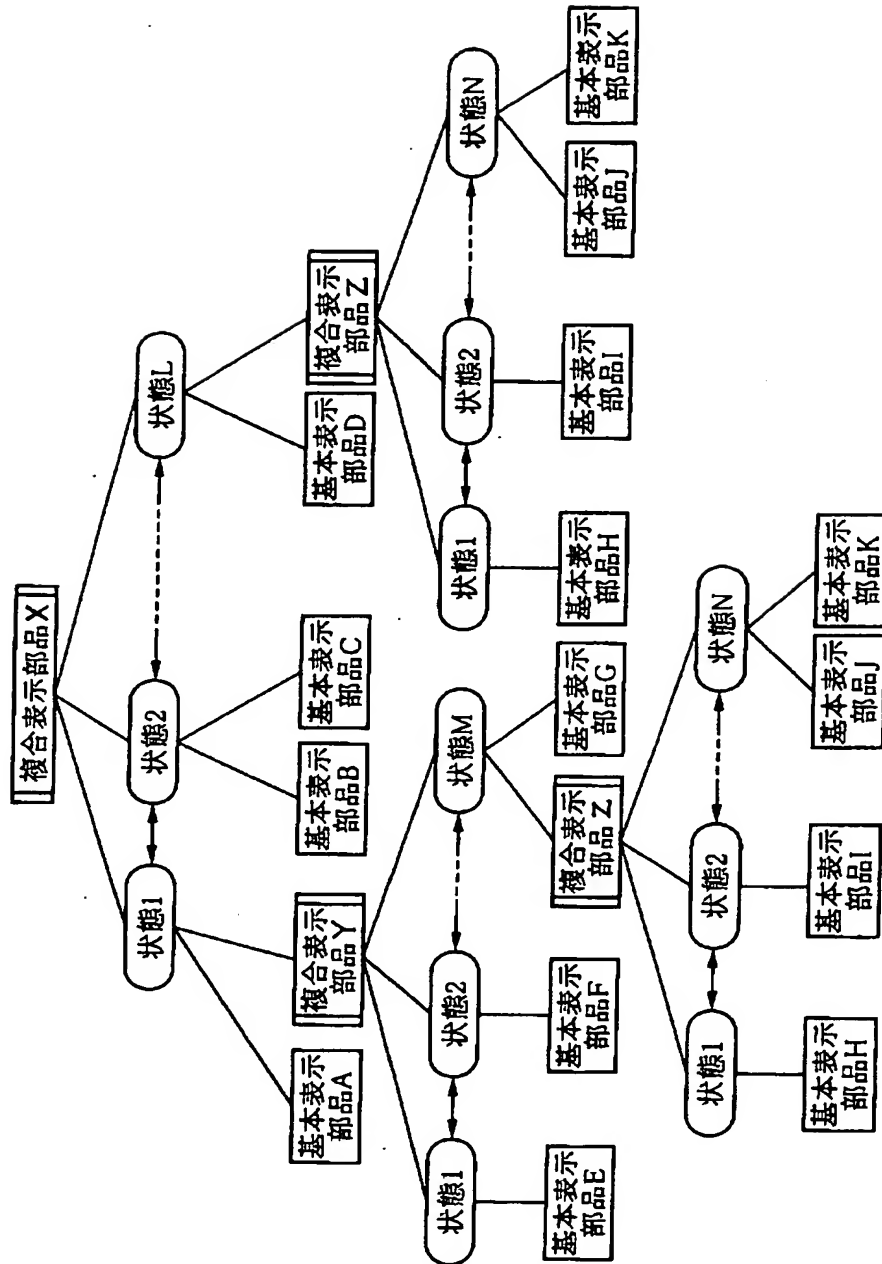 複合表示部品X
状態1
状態2
状態L
基本表示
部品A
複合表示
部品Y
基本表示
部品B
基本表示
部品C
基本表示
部品D
複合表示
部品Z
状態1
状態2
状態M
状態1
状態2
状態N
基本表示
部品E
基本表示
部品F
複合表示
部品Z
基本表示
部品G
基本表示
部品H
基本表示
部品I
基本表示
部品J
基本表示
部品K
状態1
状態2
状態N
基本表示
部品H
基本表示
部品I
基本表示
部品J
基本表示
部品K